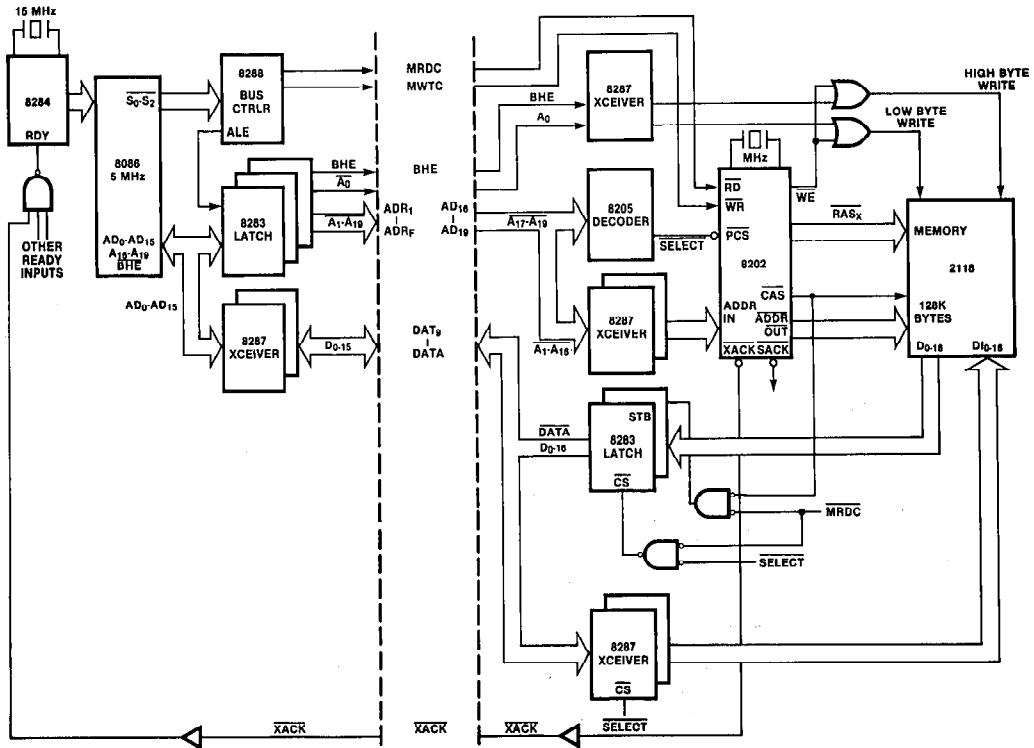 15 MHz
8284
RDY
OTHER
READY
INPUTS
S0-S2
8086
5 MHz
AD0-AD15
A16-A19
BHE
AD0-AD15
8288
BUS
CTRLR
ALE
8283
LATCH
BHE
A0
A1-A19
8287
XCEIVER
D0-15
MRDC
MWTC
BHE
ADR1
ADRF
DAT9
DATA
XACK
XACK
XACK
AD16
AD19
BHE
A0
8287
XCEIVER
A17-A19
8205
DECODER
SELECT
A1-A16
8287
XCEIVER
MHz
RD
WR
PCS
8202
ADDR
IN
XACK
SACK
WE
RASX
CAS
ADDR
OUT
HIGH BYTE
WRITE
LOW BYTE
WRITE
MEMORY
2118
128K
BYTES
D0-16
DI0-16
DATA
D0-16
STB
8283
LATCH
CS
MRDC
SELECT
8287
XCEIVER
CS
SELECT